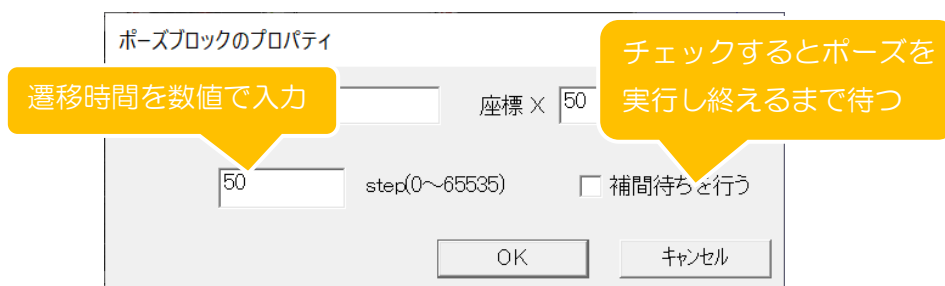 ポーズブロックのプロパティ
チェックするとポーズを
実行し終えるまで待つ
遷移時間を数値で入力
座標 X 50
50 step(0～65535) 補間待ちを行う
OK キャンセル